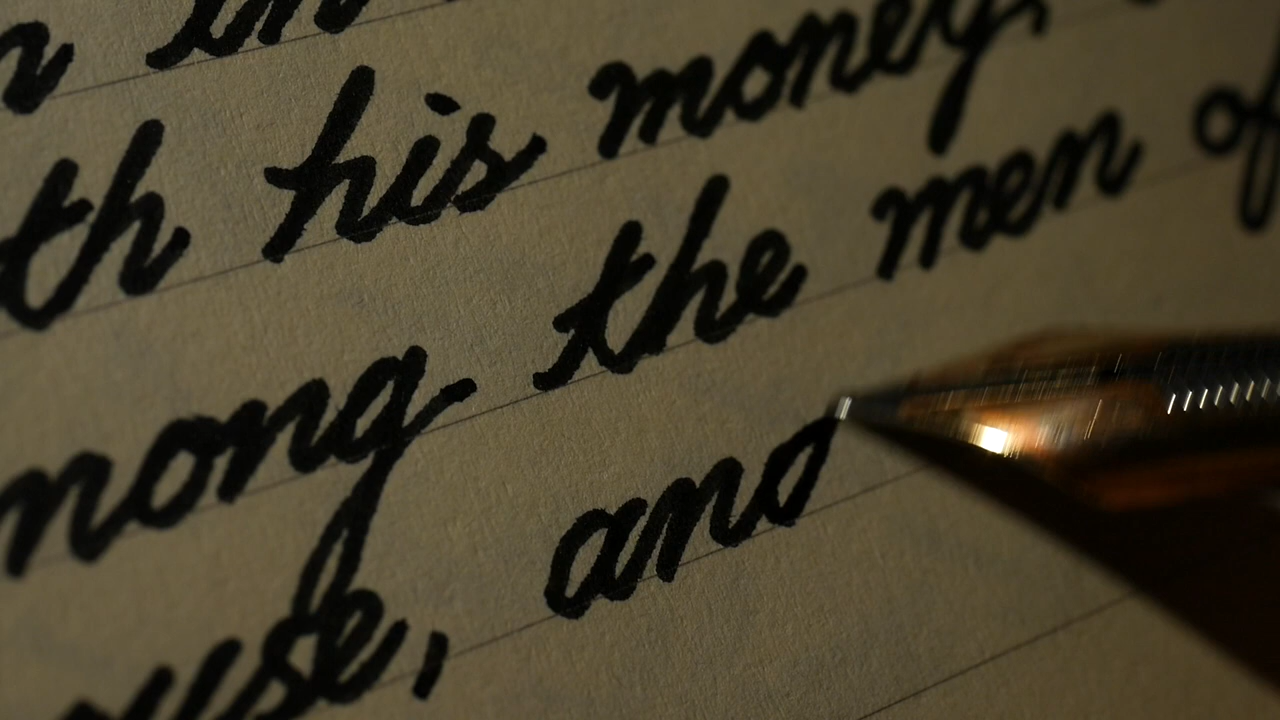 th his money,
mong the men of
use, and